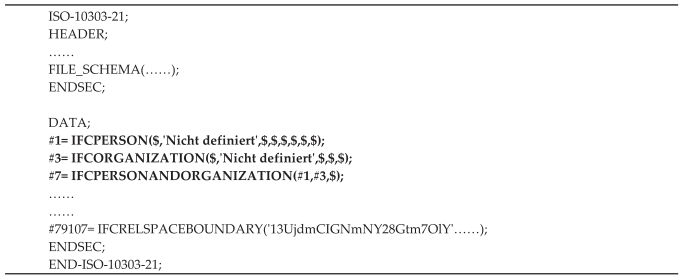 ISO-10303-21;
HEADER;
……
FILE_SCHEMA(……);
ENDSEC;
DATA;
#1= IFCPERSON($,'Nicht definiert',$,$,$,$,$,$);
#3= IFCORGANIZATION($,'Nicht definiert',$,$,$);
#7= IFCPERSONANDORGANIZATION(#1,#3,$);
……
……
#79107= IFCRELSPACEBOUNDARY('13UjdmCIGNmNY28Gtm7OlY'……);
ENDSEC;
END-ISO-10303-21;